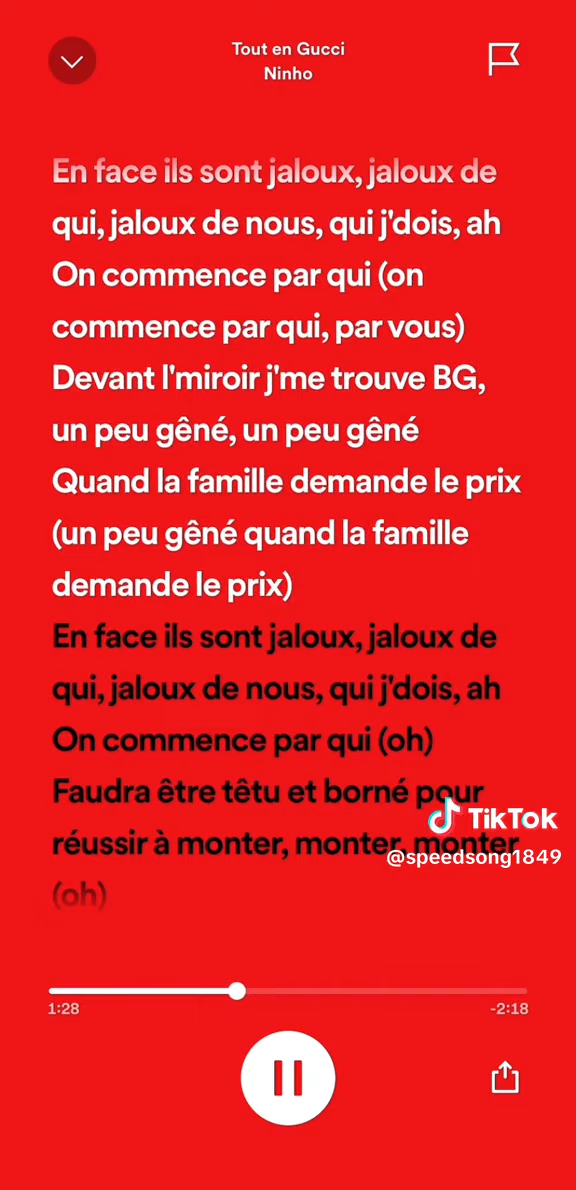 Tout en Gucci
Ninho
En face ils sont jaloux, jaloux de
qui, jaloux de nous, qui j'dois, ah
On commence par qui (on
commence par qui, par vous)
Devant l'miroir j'me trouve BG,
un peu gêné, un peu gêné
Quand la famille demande le prix
(un peu gêné quand la famille
demande le prix)
En face ils sont jaloux, jaloux de
qui, jaloux de nous, qui j'dois, ah
On commence par qui (oh)
Faudra être têtu et borné pour
réussir à monter, monter, monter
(oh)
TikTok
@speedsong1849
1:28
-2:18